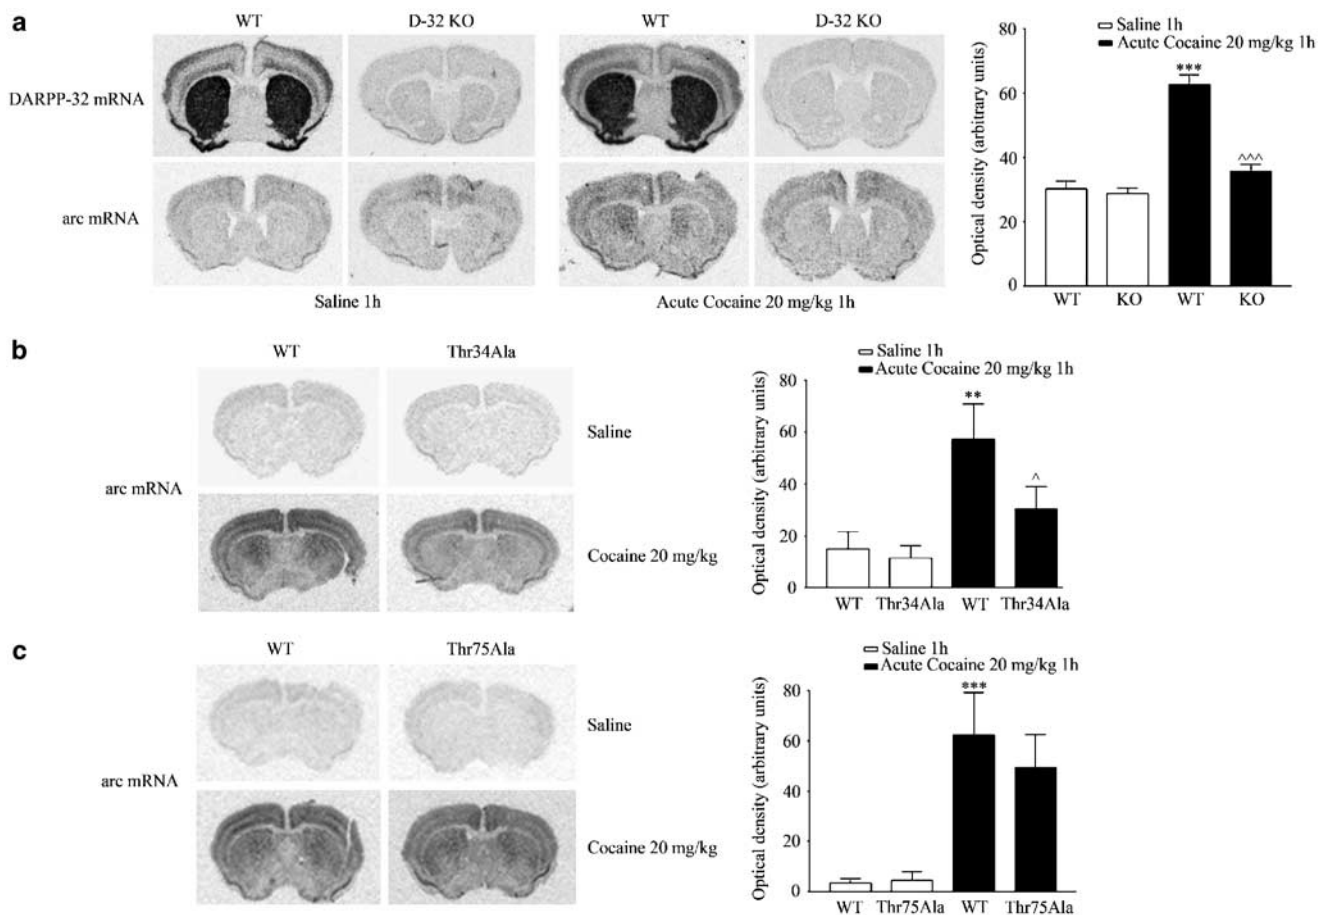 a
WT D-32 KO WT D-32 KO
DARPP-32 mRNA
arc mRNA
Saline 1h Acute Cocaine 20 mg/kg 1h
Saline 1h
Acute Cocaine 20 mg/kg 1h
Optical density (arbitrary units)
80
60
40
20
0
***
^^^
WT KO WT KO
b
WT Thr34Ala
arc mRNA
Saline
Cocaine 20 mg/kg
Saline 1h
Acute Cocaine 20 mg/kg 1h
Optical density (arbitrary units)
80
60
40
20
0
**
^
WT Thr34Ala WT Thr34Ala
c
WT Thr75Ala
arc mRNA
Saline
Cocaine 20 mg/kg
Saline 1h
Acute Cocaine 20 mg/kg 1h
Optical density (arbitrary units)
80
60
40
20
0
***
WT Thr75Ala WT Thr75Ala